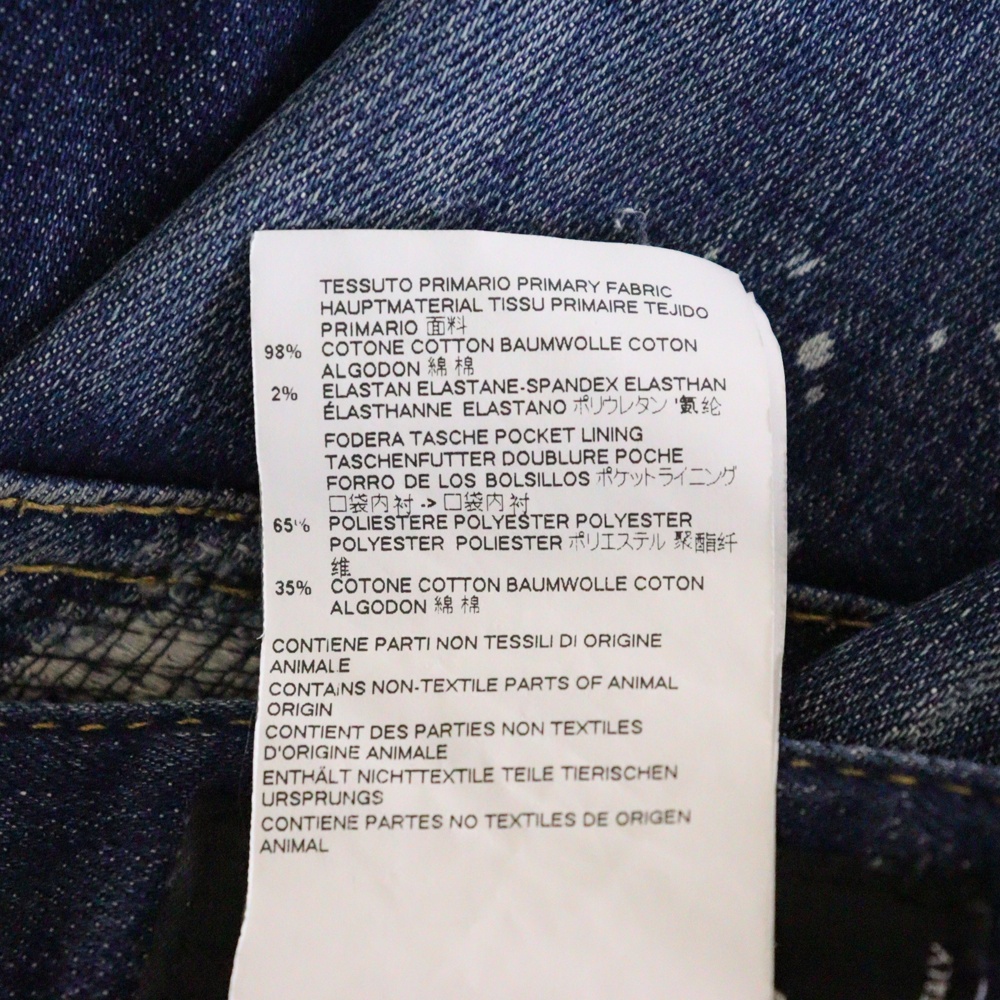 TESSUTO PRIMARIO PRIMARY FABRIC
HAUPTMATERIAL TISSU PRIMAIRE TEJIDO
PRIMARIO 面料
98% COTONE COTTON BAUMWOLLE COTON
ALGODON 綿 棉
2% ELASTAN ELASTANE-SPANDEX ELASTHAN
ÉLASTHANNE ELASTANO ポリウレタン '氨纶
FODERA TASCHE POCKET LINING
TASCHENFUTTER DOUBLURE POCHE
FORRO DE LOS BOLSILLOS ポケットライニング
口袋内衬 -> 口袋内衬
65% POLIESTERE POLYESTER POLYESTER
POLYESTER POLIESTER ポリエステル 聚酯纤
维
35% COTONE COTTON BAUMWOLLE COTON
ALGODON 綿 棉
CONTIENE PARTI NON TESSILI DI ORIGINE
ANIMALE
CONTAINS NON-TEXTILE PARTS OF ANIMAL
ORIGIN
CONTIENT DES PARTIES NON TEXTILES
D'ORIGINE ANIMALE
ENTHÄLT NICHTTEXTILE TEILE TIERISCHEN
URSPRUNGS
CONTIENE PARTES NO TEXTILES DE ORIGEN
ANIMAL